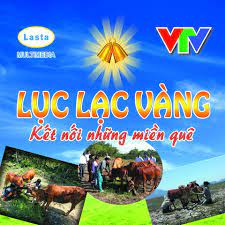 Lasta
MULTIMEDIA
VTV
LỤC LẠC VÀNG
Kết nối những miền quê